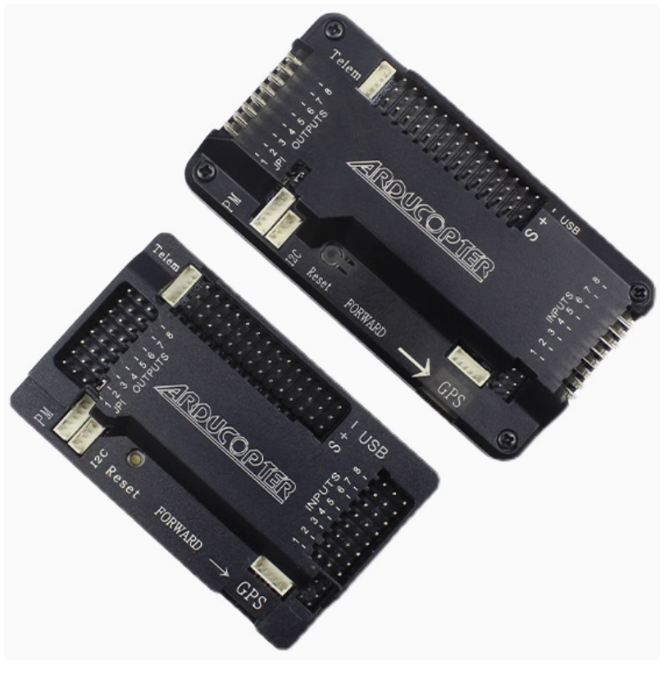 Telem
1 2 3 4 5 6 7 8
OUTPUTS
JPI
PM
ARDUCOPTER
S + -
USB
I2C
Reset
FORWARD
INPUTS
1 2 3 4 5 6 7 8
GPS
Telem
1 2 3 4 5 6 7 8
OUTPUTS
JPI
PM
ARDUCOPTER
S + -
USB
I2C
Reset
FORWARD
INPUTS
1 2 3 4 5 6 7 8
GPS